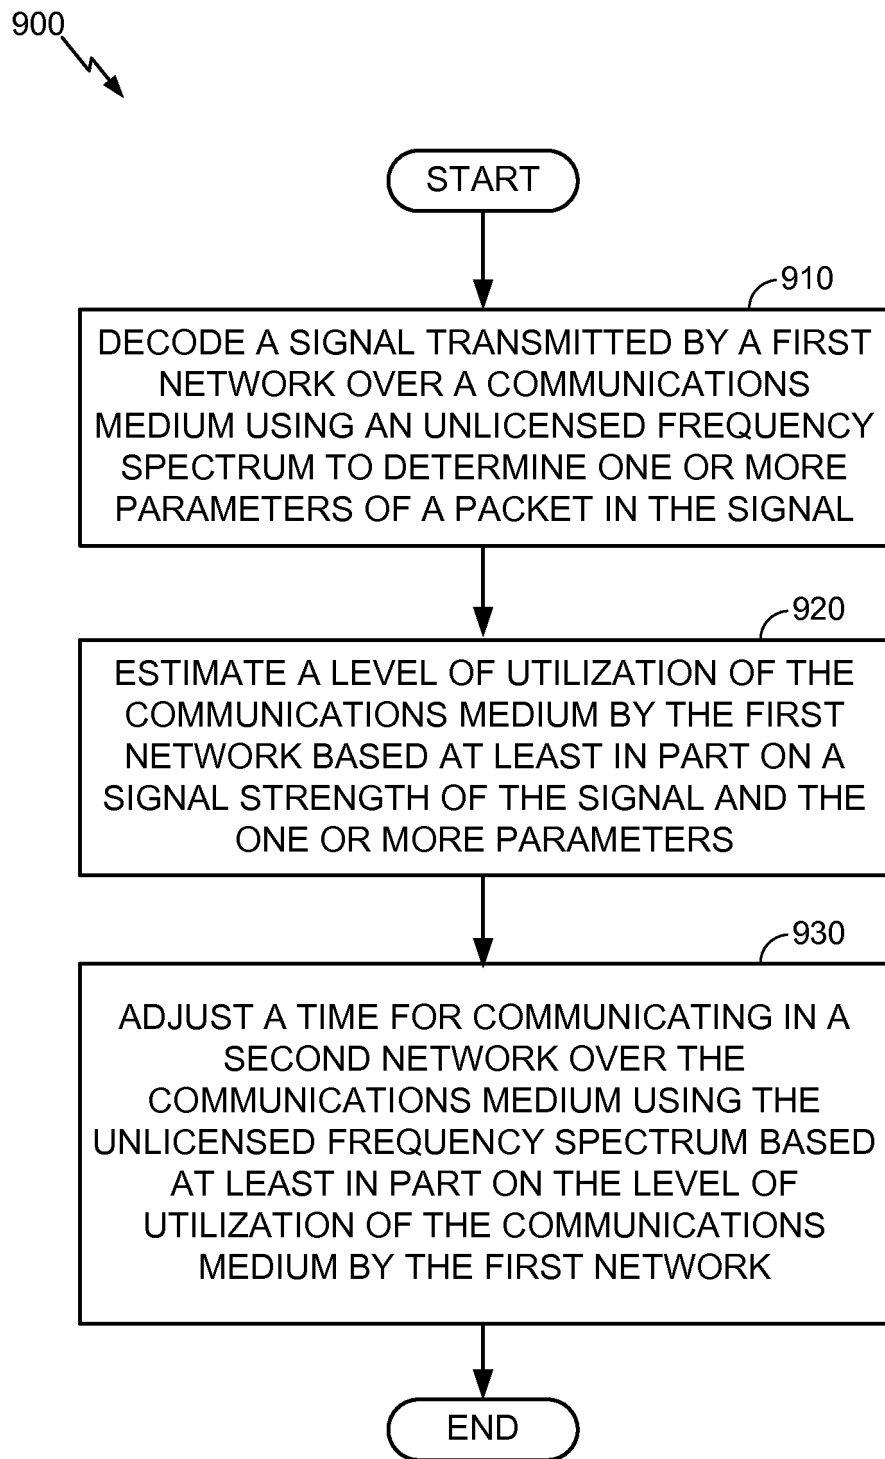 900
START
910
DECODE A SIGNAL TRANSMITTED BY A FIRST
NETWORK OVER A COMMUNICATIONS
MEDIUM USING AN UNLICENSED FREQUENCY
SPECTRUM TO DETERMINE ONE OR MORE
PARAMETERS OF A PACKET IN THE SIGNAL
920
ESTIMATE A LEVEL OF UTILIZATION OF THE
COMMUNICATIONS MEDIUM BY THE FIRST
NETWORK BASED AT LEAST IN PART ON A
SIGNAL STRENGTH OF THE SIGNAL AND THE
ONE OR MORE PARAMETERS
930
ADJUST A TIME FOR COMMUNICATING IN A
SECOND NETWORK OVER THE
COMMUNICATIONS MEDIUM USING THE
UNLICENSED FREQUENCY SPECTRUM BASED
AT LEAST IN PART ON THE LEVEL OF
UTILIZATION OF THE COMMUNICATIONS
MEDIUM BY THE FIRST NETWORK
END